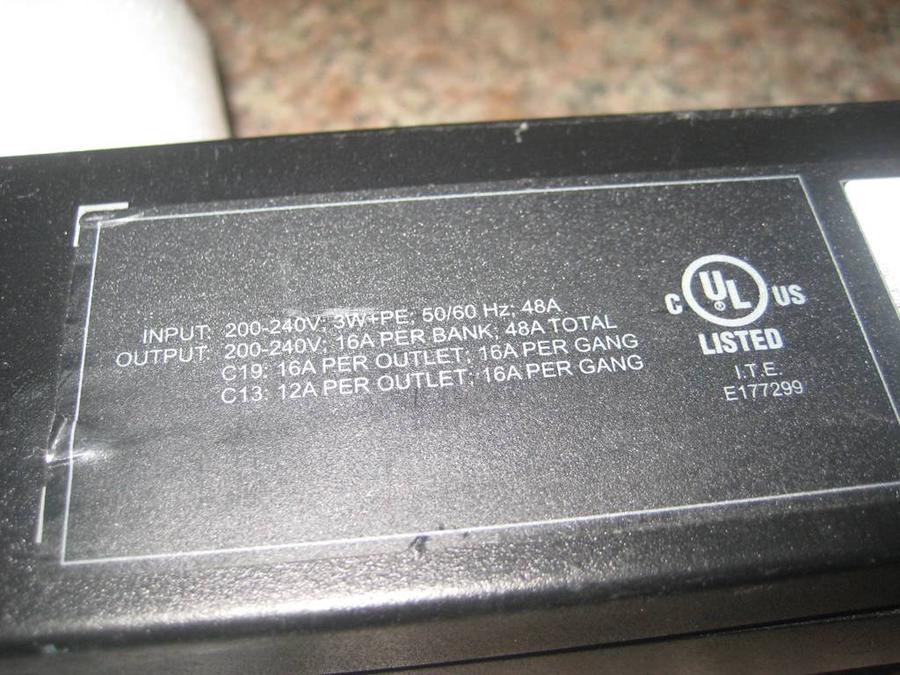 INPUT: 200-240V; 3W+PE; 50/60 Hz; 48A
OUTPUT: 200-240V; 16A PER BANK; 48A TOTAL
C19: 16A PER OUTLET; 16A PER GANG
C13: 12A PER OUTLET; 16A PER GANG
C UL ® US
LISTED
I.T.E.
E177299